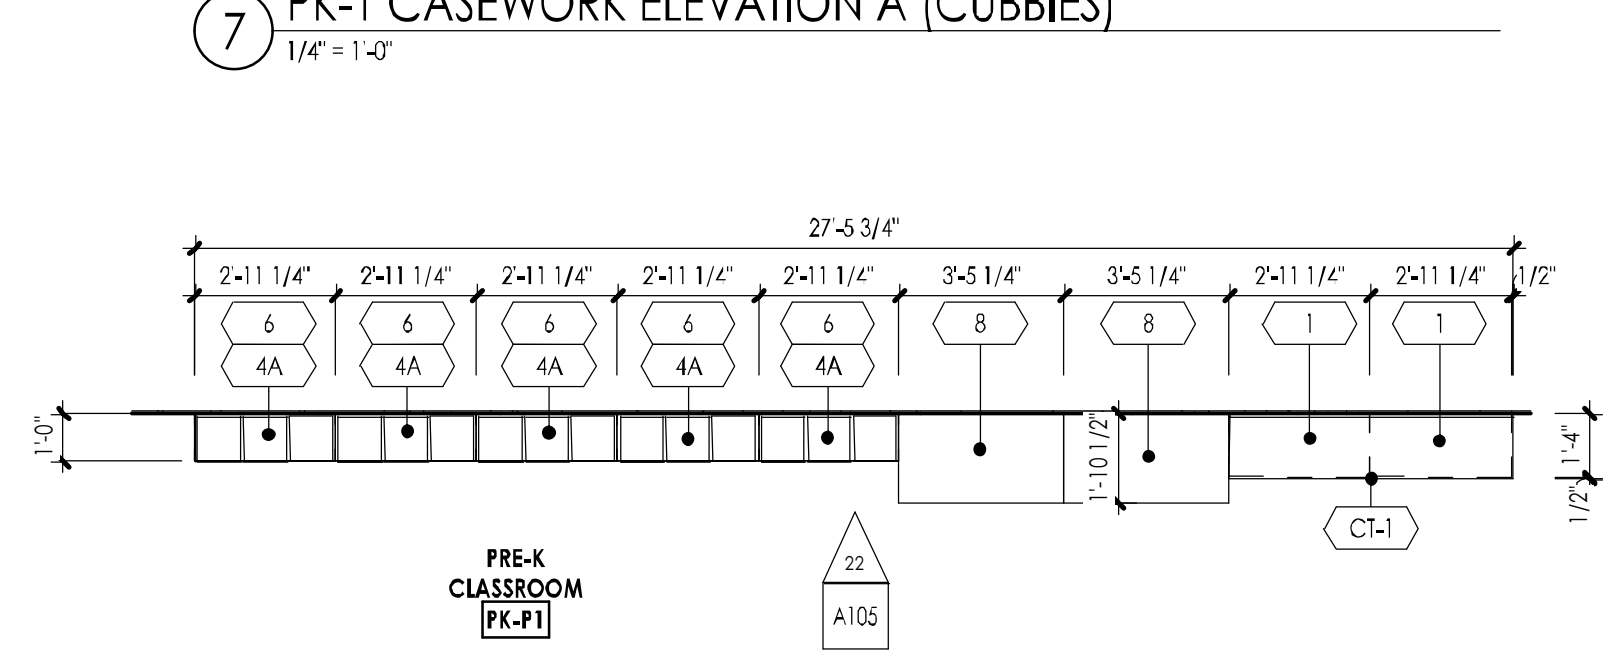 7
PK-1 CASEWORK ELEVATION A (CUBBIES)
1/4" = 1'-0"
27'-5 3/4"
2'-11 1/4" 2'-11 1/4" 2'-11 1/4" 2'-11 1/4" 2'-11 1/4" 3'-5 1/4" 3'-5 1/4" 2'-11 1/4" 2'-11 1/4" 1/2"
6 6 6 6 6 8 8 1 1
4A 4A 4A 4A 4A
1'-0"
1'-10 1/2"
1'-4"
1/2"
CT-1
PRE-K
CLASSROOM
PK-P1
22
A105